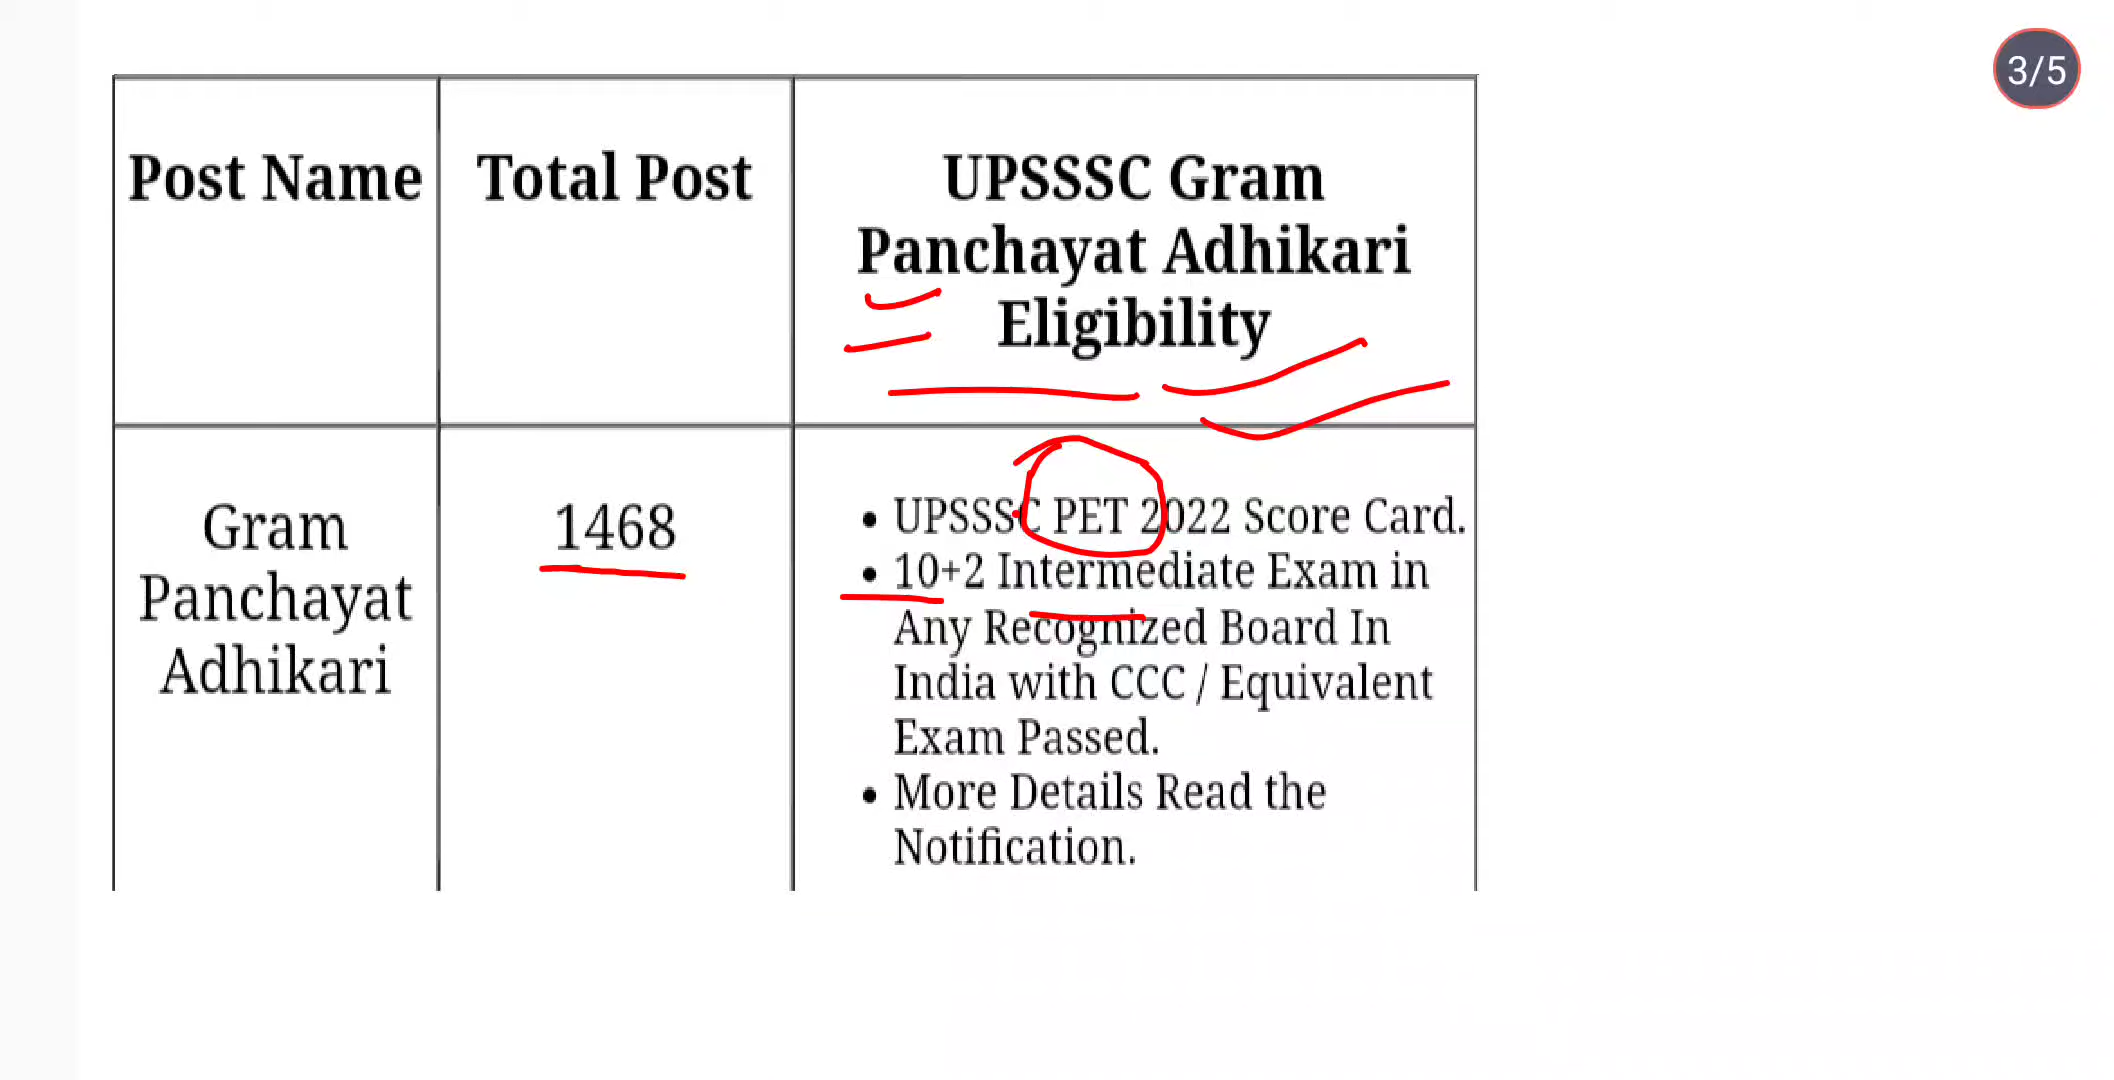 3/5
Post Name
Total Post
UPSSSC Gram
Panchayat Adhikari
Eligibility
Gram
Panchayat
Adhikari
1468
• UPSSSC PET 2022 Score Card.
• 10+2 Intermediate Exam in
Any Recognized Board In
India with CCC / Equivalent
Exam Passed.
• More Details Read the
Notification.